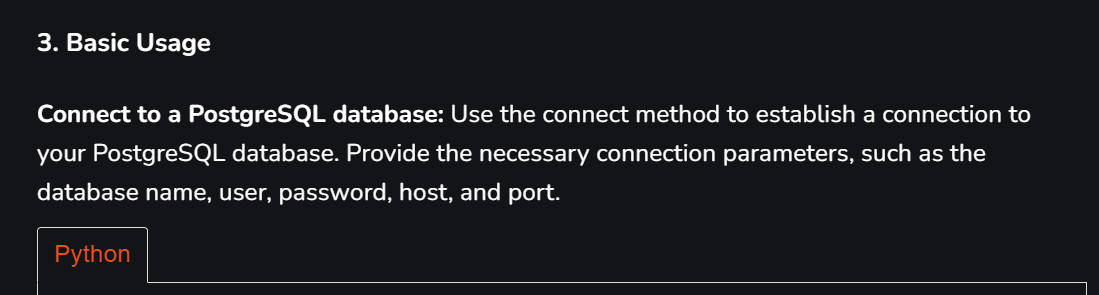 3. Basic Usage
Connect to a PostgreSQL database: Use the connect method to establish a connection to
your PostgreSQL database. Provide the necessary connection parameters, such as the
database name, user, password, host, and port.
Python